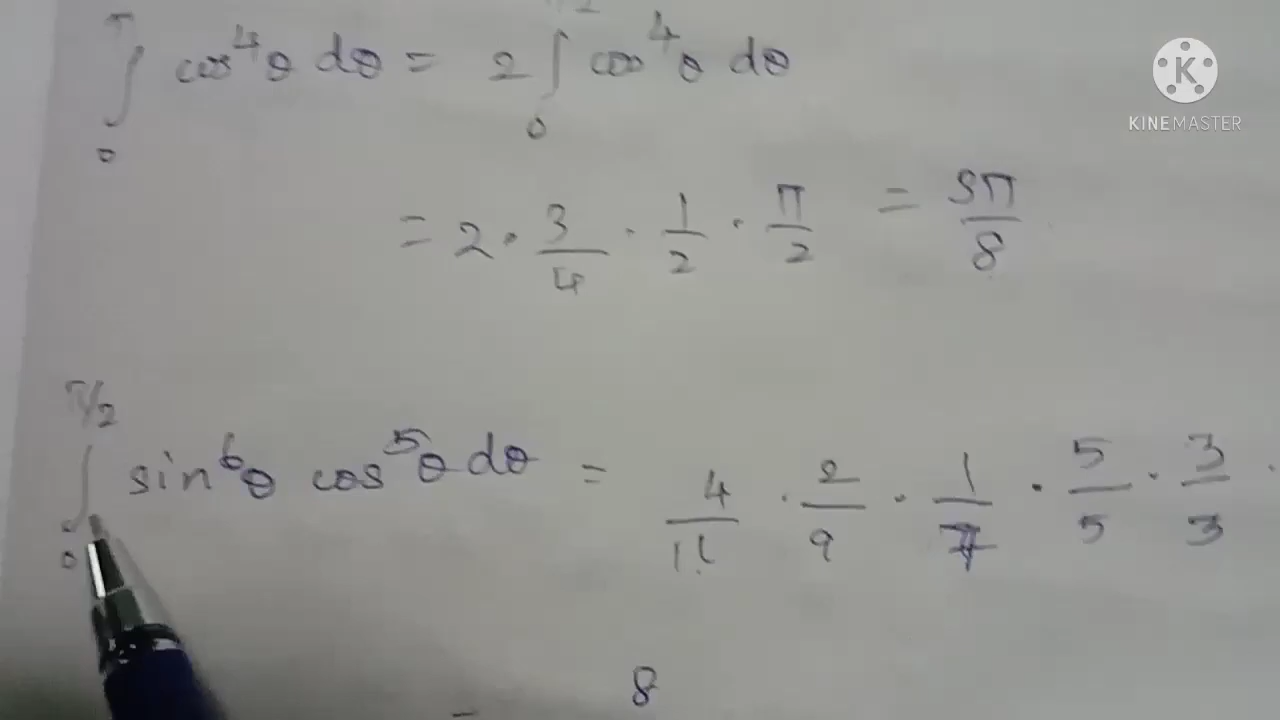 ∫₀^π cos⁴θ dθ = 2 ∫₀^π/2 cos⁴θ dθ
KINEMASTER
= 2 · 3/4 · 1/2 · π/2 = 3π/8
∫₀^π/2 sin⁶θ cos⁵θ dθ = 4/11 · 2/9 · 1/7 · 5/5 · 3/3 ·
= 8